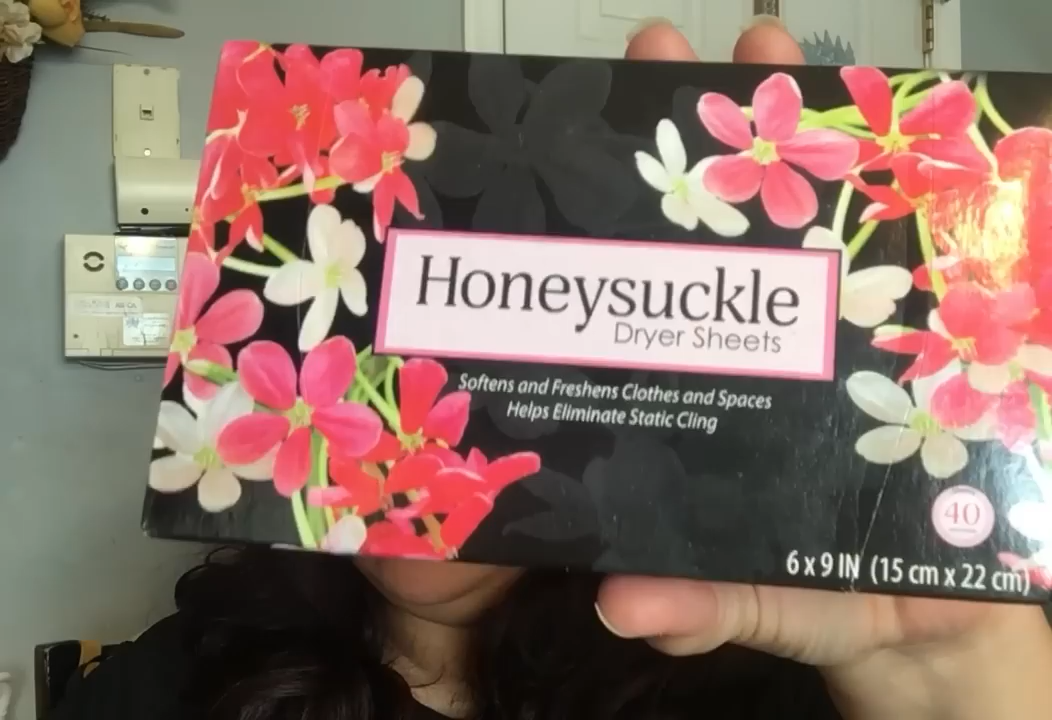 Honeysuckle
Dryer Sheets
Softens and Freshens Clothes and Spaces
Helps Eliminate Static Cling
40
6 x 9 IN (15 cm x 22 cm)